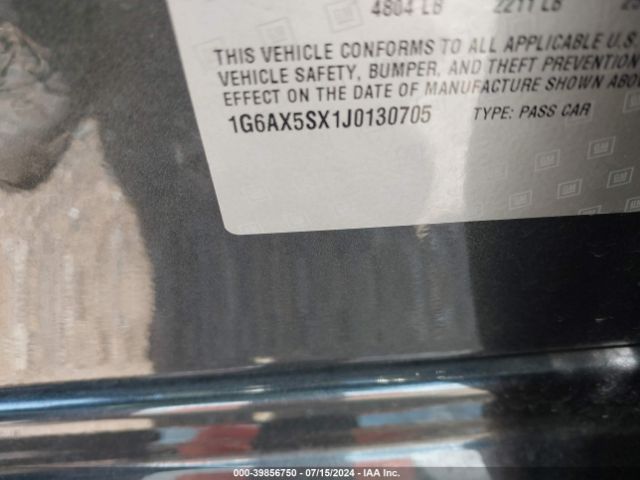 4804 LB 2211 LB
THIS VEHICLE CONFORMS TO ALL APPLICABLE U.S.
VEHICLE SAFETY, BUMPER, AND THEFT PREVENTION
EFFECT ON THE DATE OF MANUFACTURE SHOWN ABOV
1G6AX5SX1J0130705 TYPE: PASS CAR
000-39856750 - 07/15/2024 - IAA Inc.